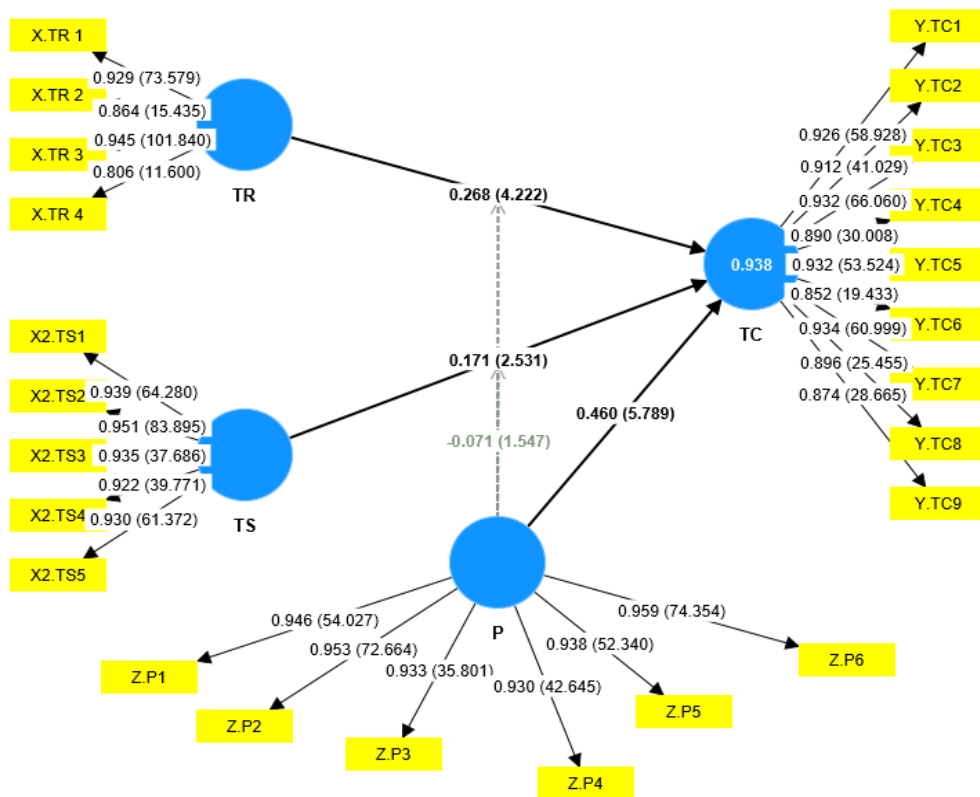 X.TR 1
X.TR 2
X.TR 3
X.TR 4
0.929 (73.579)
0.864 (15.435)
0.945 (101.840)
0.806 (11.600)
TR
0.268 (4.222)
Y.TC1
Y.TC2
Y.TC3
Y.TC4
Y.TC5
Y.TC6
Y.TC7
Y.TC8
Y.TC9
0.926 (58.928)
0.912 (41.029)
0.932 (66.060)
0.890 (30.008)
0.932 (53.524)
0.852 (19.433)
0.934 (60.999)
0.896 (25.455)
0.874 (28.665)
0.938
TC
X2.TS1
X2.TS2
X2.TS3
X2.TS4
X2.TS5
0.939 (64.280)
0.951 (83.895)
0.935 (37.686)
0.922 (39.771)
0.930 (61.372)
TS
0.171 (2.531)
0.460 (5.789)
-0.071 (1.547)
P
0.946 (54.027)
0.953 (72.664)
0.933 (35.801)
0.930 (42.645)
0.938 (52.340)
0.959 (74.354)
Z.P1
Z.P2
Z.P3
Z.P4
Z.P5
Z.P6